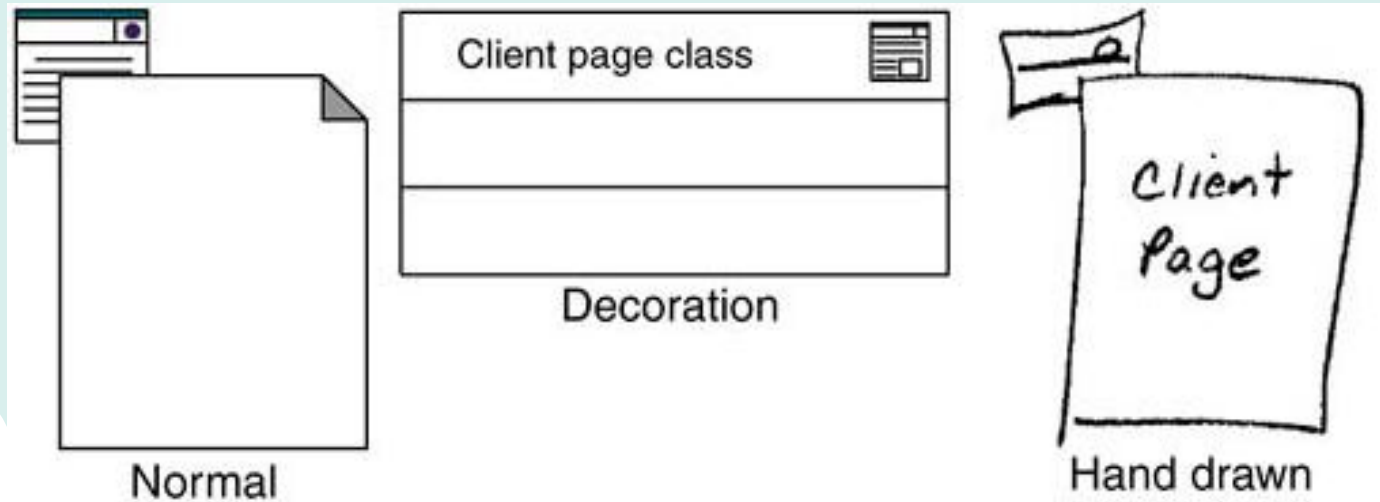 Client page class
Client
Page
Normal
Decoration
Hand drawn